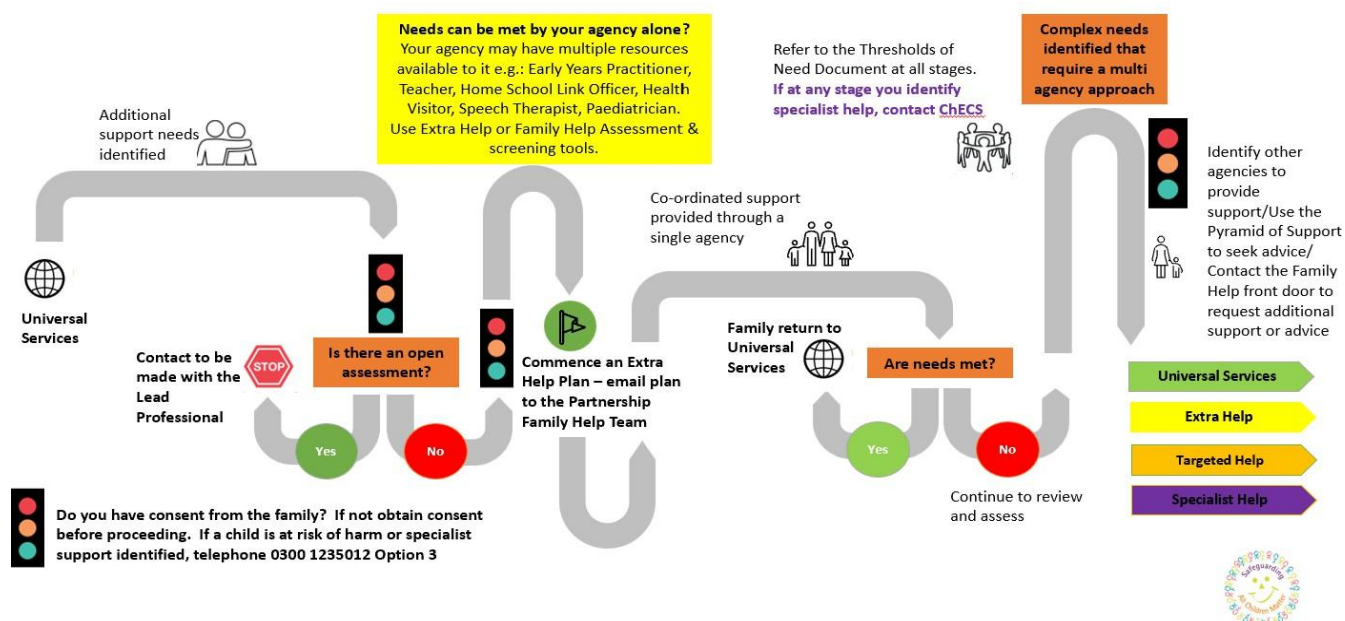 Additional
support needs
identified
Universal
Services
Contact to be
made with the
Lead
Professional
STOP
Is there an open
assessment?
Yes
No
Needs can be met by your agency alone?
Your agency may have multiple resources
available to it e.g.: Early Years Practitioner,
Teacher, Home School Link Officer, Health
Visitor, Speech Therapist, Paediatrician.
Use Extra Help or Family Help Assessment &
screening tools.
Commence an Extra
Help Plan – email plan
to the Partnership
Family Help Team
Co-ordinated support
provided through a
single agency
Family return to
Universal
Services
Are needs met?
Yes
No
Continue to review
and assess
Refer to the Thresholds of
Need Document at all stages.
If at any stage you identify
specialist help, contact ChECS
Complex needs
identified that
require a multi
agency approach
Identify other
agencies to
provide
support/Use the
Pyramid of Support
to seek advice/
Contact the Family
Help front door to
request additional
support or advice
Universal Services
Extra Help
Targeted Help
Specialist Help
Do you have consent from the family? If not obtain consent
before proceeding. If a child is at risk of harm or specialist
support identified, telephone 0300 1235012 Option 3
Safeguarding
All Children Matter